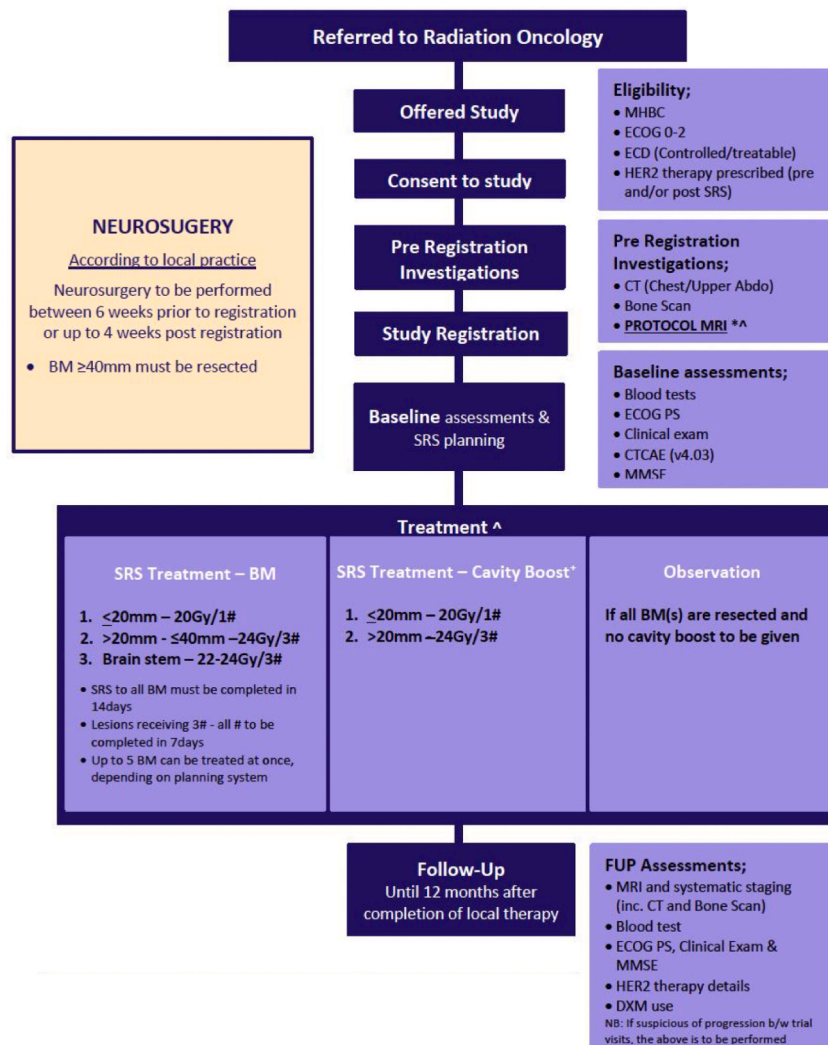 Referred to Radiation Oncology
Offered Study
Consent to study
Pre Registration
Investigations
Study Registration
Baseline assessments &
SRS planning
NEUROSUGERY
According to local practice
Neurosurgery to be performed
between 6 weeks prior to registration
or up to 4 weeks post registration
• BM ≥40mm must be resected
Eligibility;
• MHBC
• ECOG 0-2
• ECD (Controlled/treatable)
• HER2 therapy prescribed (pre
and/or post SRS)
Pre Registration
Investigations;
• CT (Chest/Upper Abdo)
• Bone Scan
• PROTOCOL MRI *^
Baseline assessments;
• Blood tests
• ECOG PS
• Clinical exam
• CTCAE (v4.03)
• MMSE
Treatment ^
SRS Treatment – BM
1. ≤20mm – 20Gy/1#
2. >20mm - ≤40mm –24Gy/3#
3. Brain stem – 22-24Gy/3#
• SRS to all BM must be completed in
14days
• Lesions receiving 3# - all # to be
completed in 7days
• Up to 5 BM can be treated at once,
depending on planning system
SRS Treatment – Cavity Boost+
1. ≤20mm – 20Gy/1#
2. >20mm –24Gy/3#
Observation
If all BM(s) are resected and
no cavity boost to be given
Follow-Up
Until 12 months after
completion of local therapy
FUP Assessments;
• MRI and systematic staging
(inc. CT and Bone Scan)
• Blood test
• ECOG PS, Clinical Exam &
MMSE
• HER2 therapy details
• DXM use
NB: If suspicious of progression b/w trial
visits, the above is to be performed